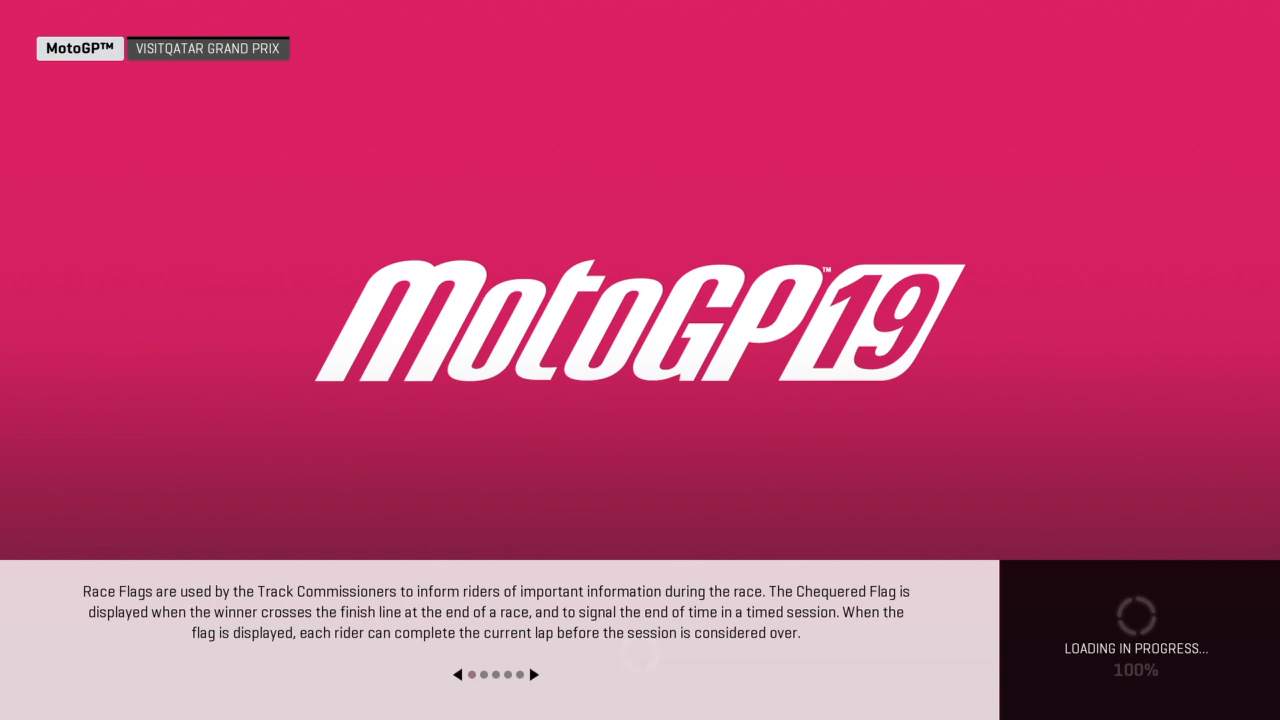 MotoGP™ VISITQATAR GRAND PRIX
MotoGP™19
Race Flags are used by the Track Commissioners to inform riders of important information during the race. The Chequered Flag is
displayed when the winner crosses the finish line at the end of a race, and to signal the end of time in a timed session. When the
flag is displayed, each rider can complete the current lap before the session is considered over.
LOADING IN PROGRESS...
100%